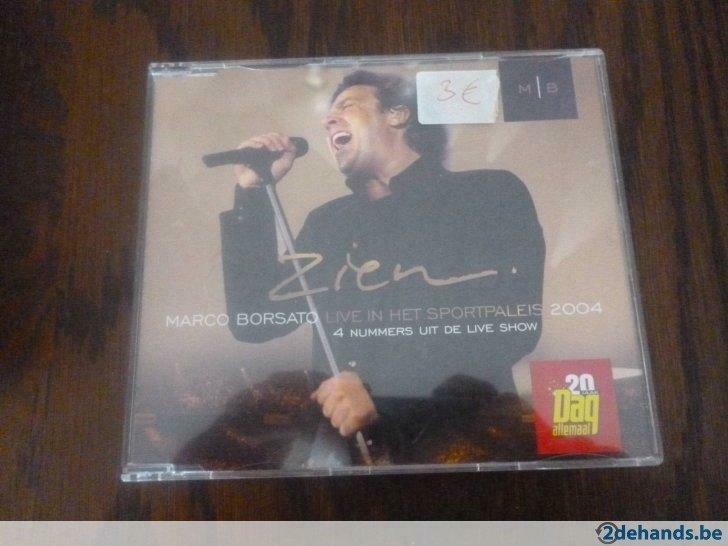 3€
M|B
Zien.
MARCO BORSATO LIVE IN HET SPORTPALEIS 2004
4 NUMMERS UIT DE LIVE SHOW
20
Dag
allemaal
2dehands.be